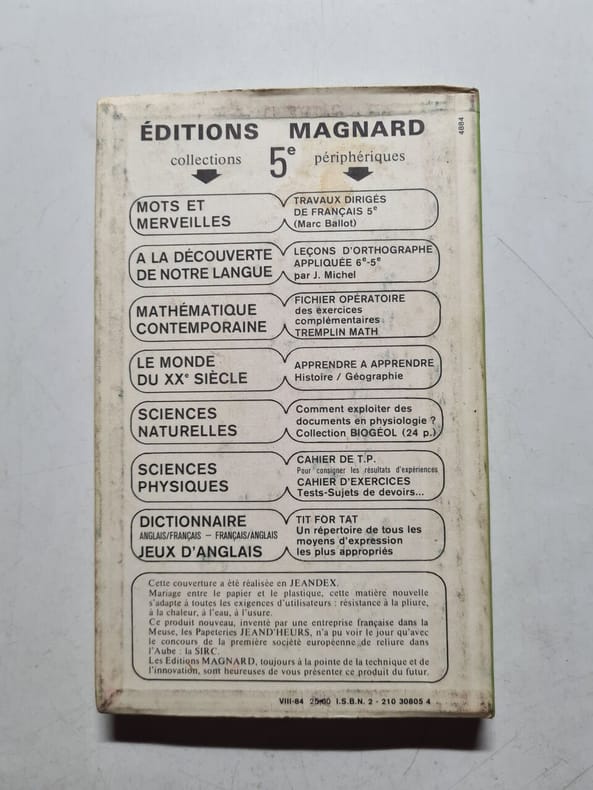 ÉDITIONS MAGNARD
4884
collections 5e périphériques
MOTS ET
MERVEILLES
TRAVAUX DIRIGÉS
DE FRANÇAIS 5e
(Marc Ballot)
A LA DÉCOUVERTE
DE NOTRE LANGUE
LEÇONS D'ORTHOGRAPHE
APPLIQUÉE 6e-5e
par J. Michel
MATHÉMATIQUE
CONTEMPORAINE
FICHIER OPÉRATOIRE
des éxercices
complémentaires
TREMPLIN MATH
LE MONDE
DU XXe SIÈCLE
APPRENDRE A APPRENDRE
Histoire / Géographie
SCIENCES
NATURELLES
Comment exploiter des
documents en physiologie ?
Collection BIOGÉOL (24 p.)
SCIENCES
PHYSIQUES
CAHIER DE T.P.
Pour consigner les résultats d'expériences
CAHIER D'EXERCICES
Tests-Sujets de devoirs...
DICTIONNAIRE
ANGLAIS/FRANÇAIS – FRANÇAIS/ANGLAIS
JEUX D'ANGLAIS
TIT FOR TAT
Un répertoire de tous les
moyens d'expression
les plus appropriés
Cette couverture a été réalisée en JEANDEX.
Mariage entre le papier et le plastique, cette matière nouvelle
s'adapte à toutes les exigences d'utilisateurs : résistance à la pliure,
à la chaleur, à l'eau, à l'usure.
Ce produit nouveau, inventé par une entreprise française dans la
Meuse, les Papeteries JEAND'HEURS, n'a pu voir le jour qu'avec
le concours de la première société européenne de reliure dans
l'Aube : la SIRC.
Les Editions MAGNARD, toujours à la pointe de la technique et de
l'innovation, sont heureuses de vous présenter ce produit du futur.
VIII-84 I.S.B.N. 2 - 210 30805 4